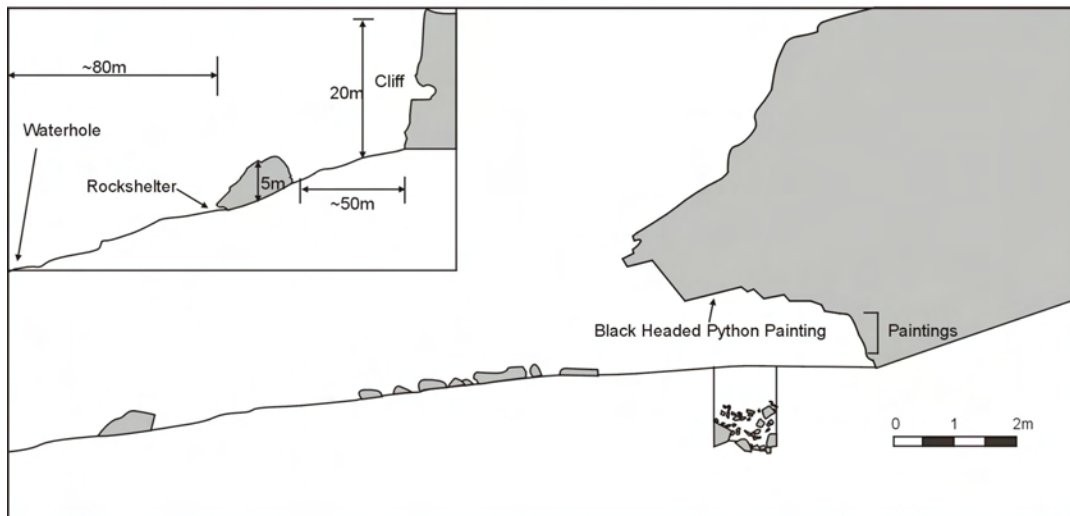 ~80m
20m
Cliff
Waterhole
Rockshelter
5m
~50m
Black Headed Python Painting
Paintings
0 1 2m